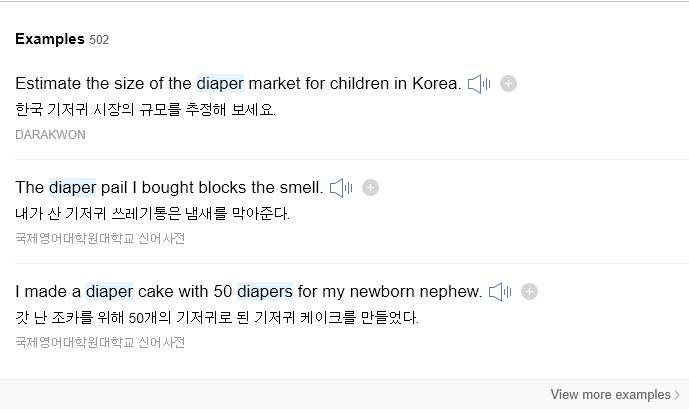 Examples 502
Estimate the size of the diaper market for children in Korea.
한국 기저귀 시장의 규모를 추정해 보세요.
DARAKWON
The diaper pail I bought blocks the smell.
내가 산 기저귀 쓰레기통은 냄새를 막아준다.
국제영어대학원대학교 신어사전
I made a diaper cake with 50 diapers for my newborn nephew.
갓 난 조카를 위해 50개의 기저귀로 된 기저귀 케이크를 만들었다.
국제영어대학원대학교 신어사전
View more examples